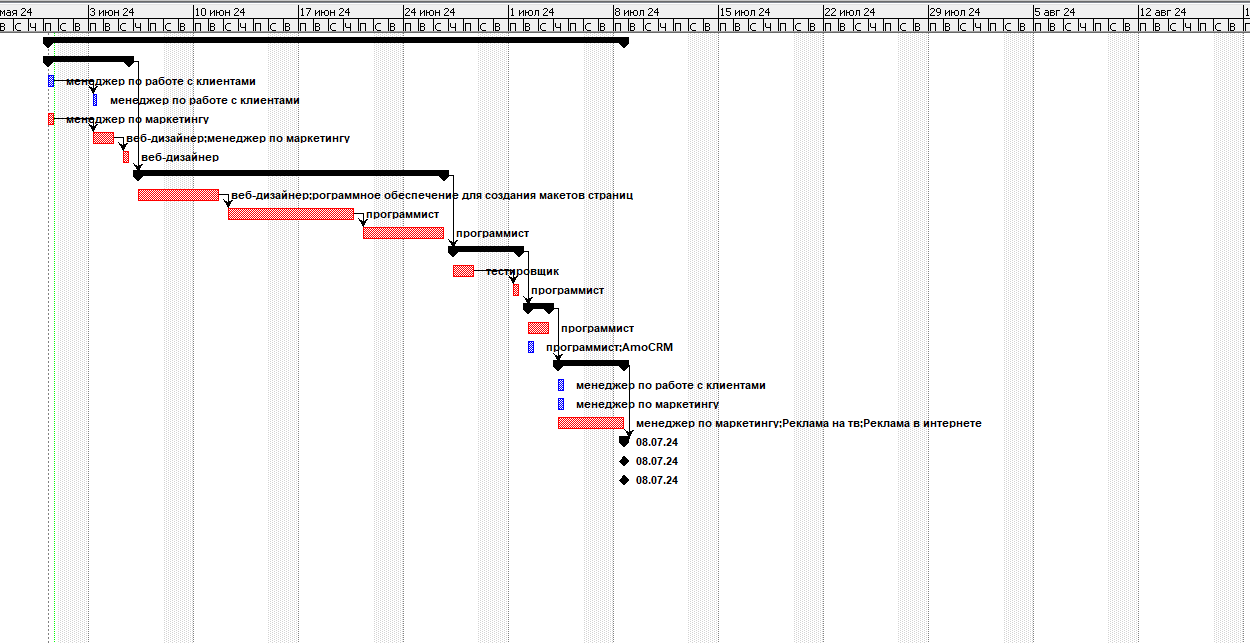 мая 24 3 июн 24 10 июн 24 17 июн 24 24 июн 24 1 июл 24 8 июл 24 15 июл 24 22 июл 24 29 июл 24 5 авг 24 12 авг 24 1
В С Ч П С В П В С Ч П С В П В С Ч П С В П В С Ч П С В П В С Ч П С В П В С Ч П С В П В С Ч П С В П В С Ч П С В П В С Ч П С В П В С Ч П С В П В С Ч П С В П В С Ч П С В П
менеджер по работе с клиентами
менеджер по работе с клиентами
менеджер по маркетингу
веб-дизайнер;менеджер по маркетингу
веб-дизайнер
веб-дизайнер;рограммное обеспечение для создания макетов страниц
программист
программист
тестировщик
программист
программист
программист;AmoCRM
менеджер по работе с клиентами
менеджер по маркетингу
менеджер по маркетингу;Реклама на тв;Реклама в интернете
08.07.24
08.07.24
08.07.24